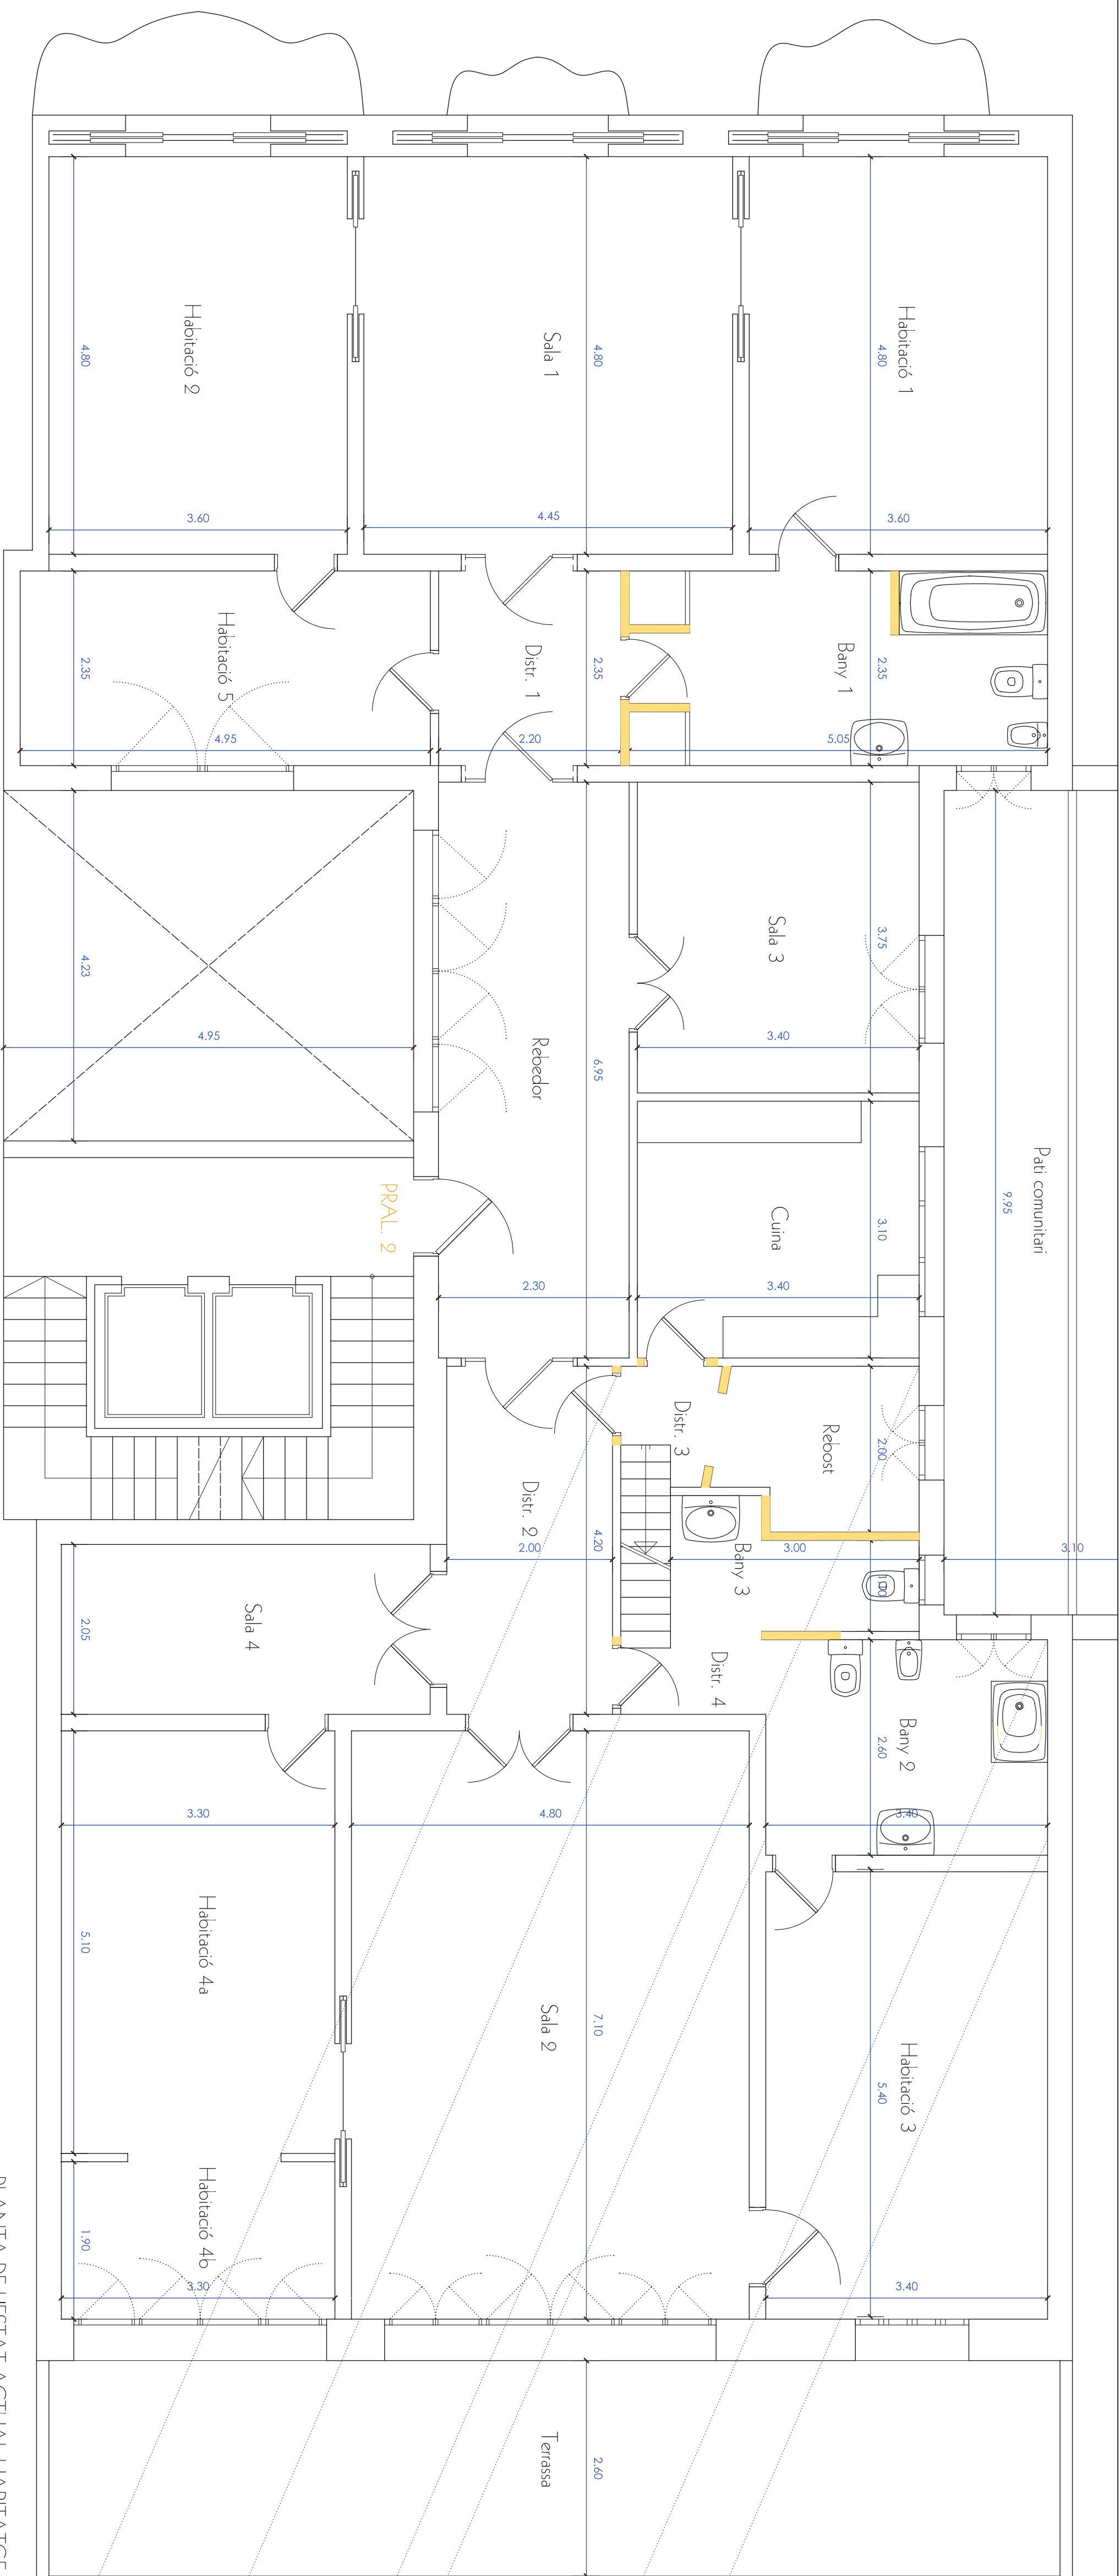 Habitació 2
Sala 1
Habitació 1
4.80
4.80
4.80
3.60
4.45
3.60
Habitació 5
Distr. 1
Bany 1
2.35
2.35
2.35
4.95
2.20
5.05
Sala 3
3.75
3.40
4.23
4.95
Rebedor
6.95
Pati comunitari
9.95
Cuina
3.10
3.40
2.30
PRAL. 2
Distr. 3
Rebost
2.00
Distr. 2
4.20
2.00
Bany 3
3.00
3.10
Sala 4
2.05
Distr. 4
Bany 2
2.60
3.40
3.30
4.80
Habitació 4a
5.10
Sala 2
7.10
Habitació 3
5.40
Habitació 4b
1.90
3.30
3.40
Terrassa
2.60